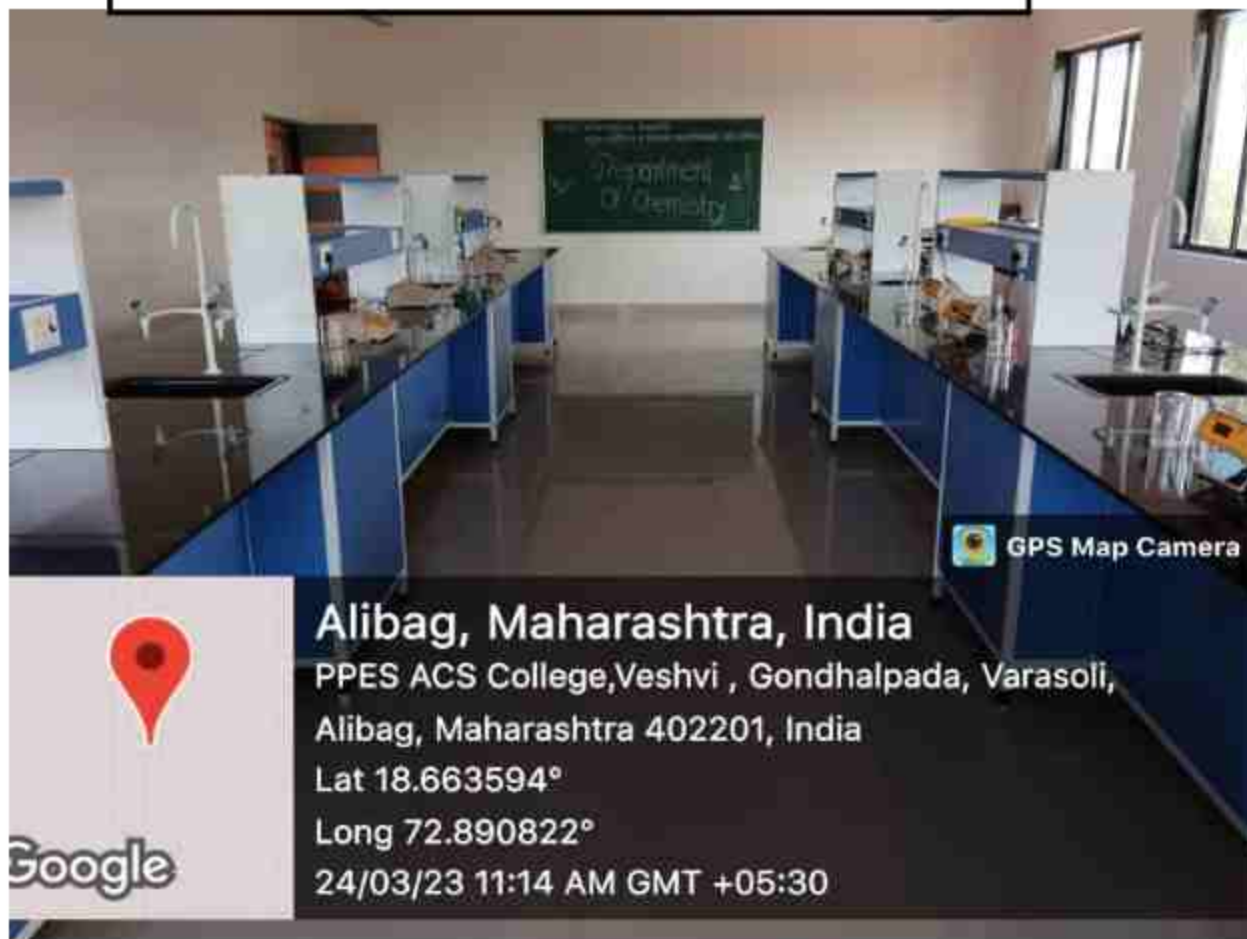 Department
Of Chemistry
GPS Map Camera
Alibag, Maharashtra, India
PPES ACS College,Veshvi , Gondhalpada, Varasoli,
Alibag, Maharashtra 402201, India
Lat 18.663594°
Long 72.890822°
24/03/23 11:14 AM GMT +05:30
Google